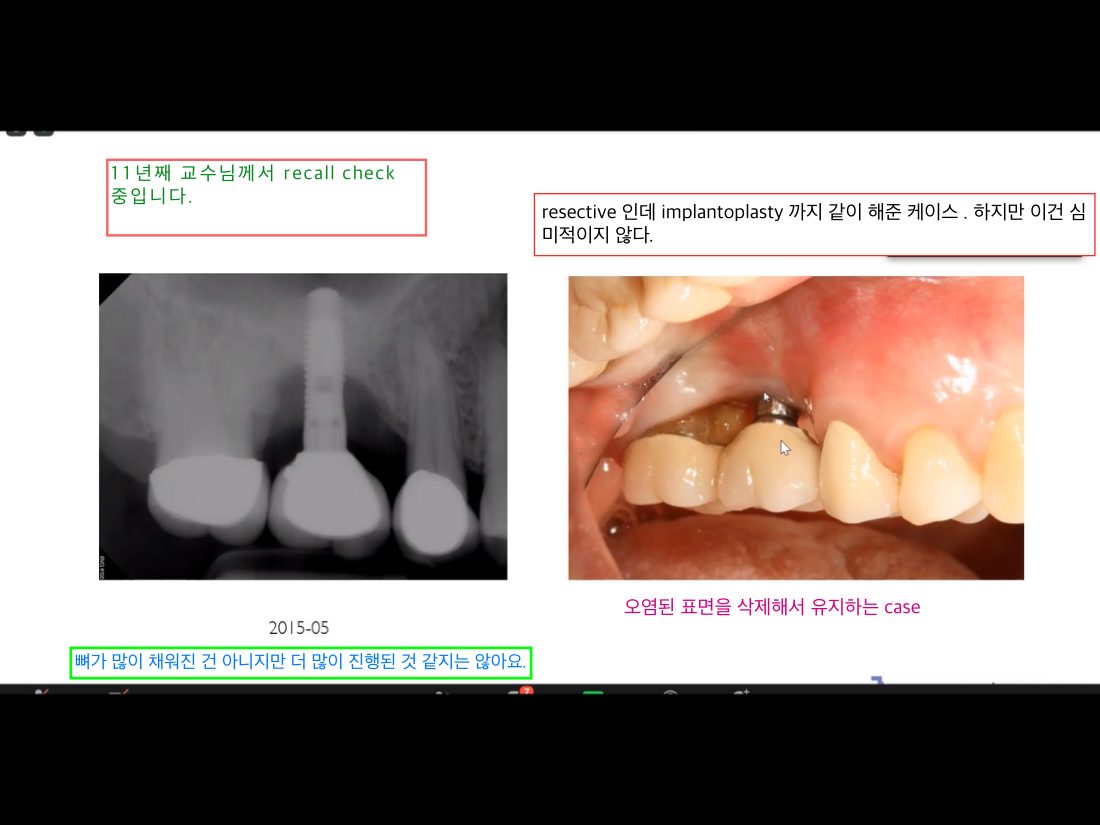 11년째 교수님께서 recall check
중입니다.
resective 인데 implantoplasty 까지 같이 해준 케이스 . 하지만 이건 심
미적이지 않다.
오염된 표면을 삭제해서 유지하는 case
2015-05
뼈가 많이 채워진 건 아니지만 더 많이 진행된 것 같지는 않아요.
7